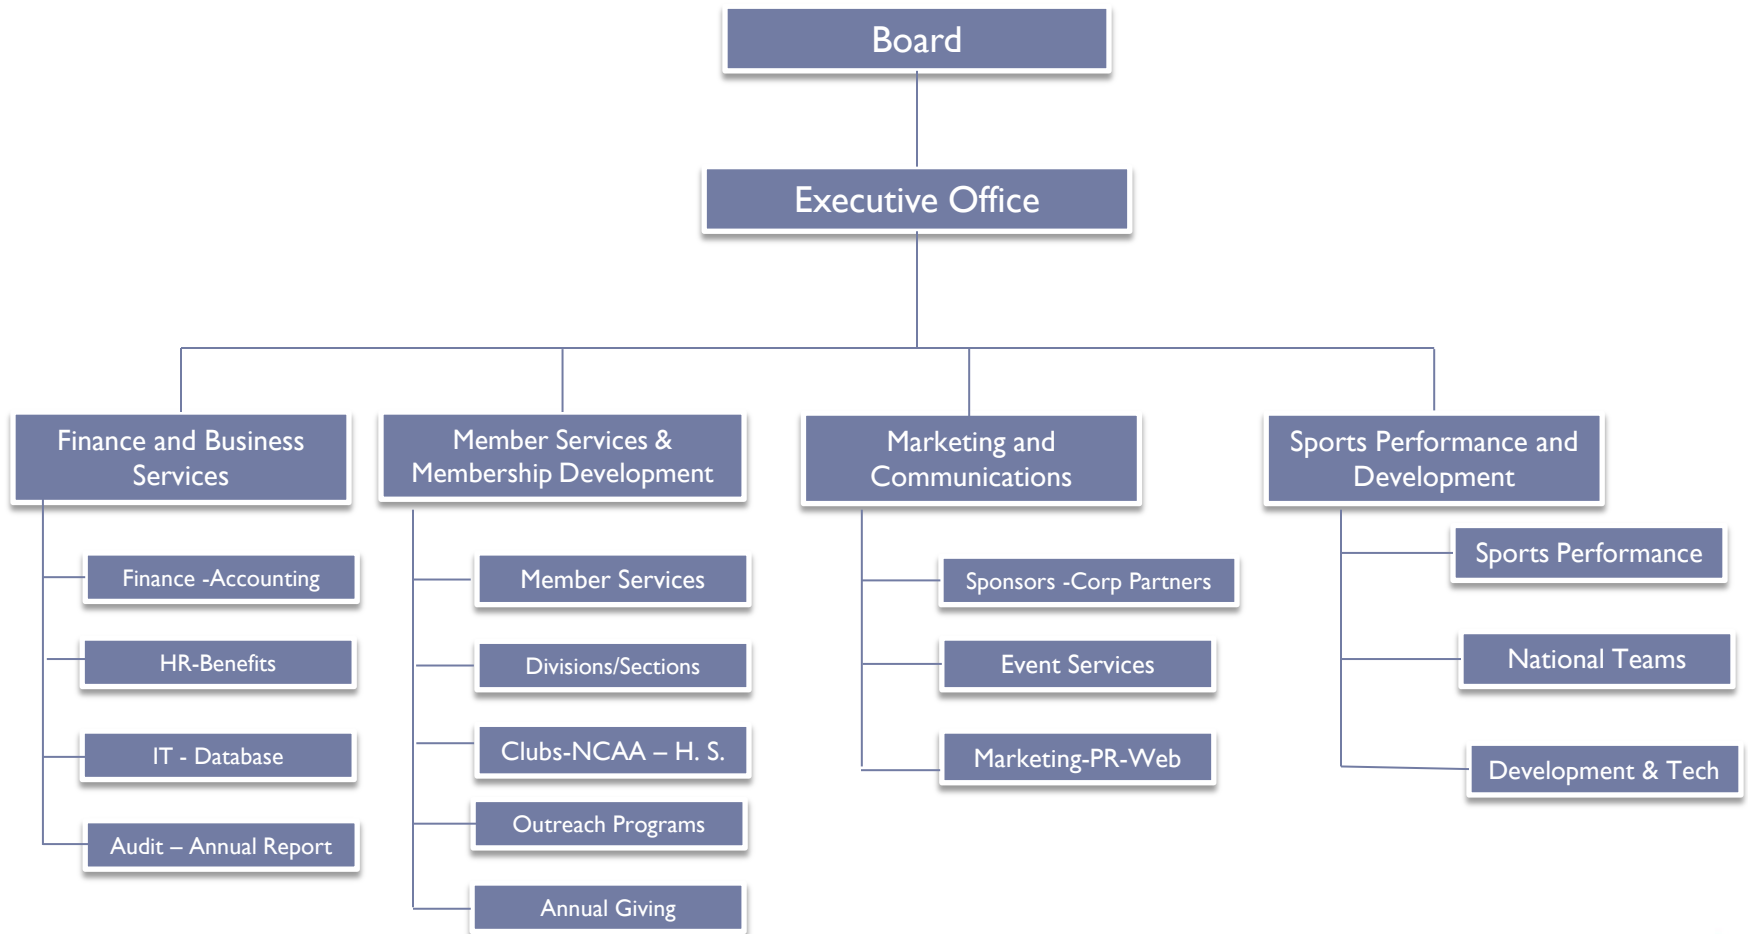 Board
Executive Office
Finance and Business
Services
Member Services &
Membership Development
Marketing and
Communications
Sports Performance and
Development
Finance -Accounting
HR-Benefits
IT - Database
Audit – Annual Report
Member Services
Divisions/Sections
Clubs-NCAA – H. S.
Outreach Programs
Annual Giving
Sponsors -Corp Partners
Event Services
Marketing-PR-Web
Sports Performance
National Teams
Development & Tech